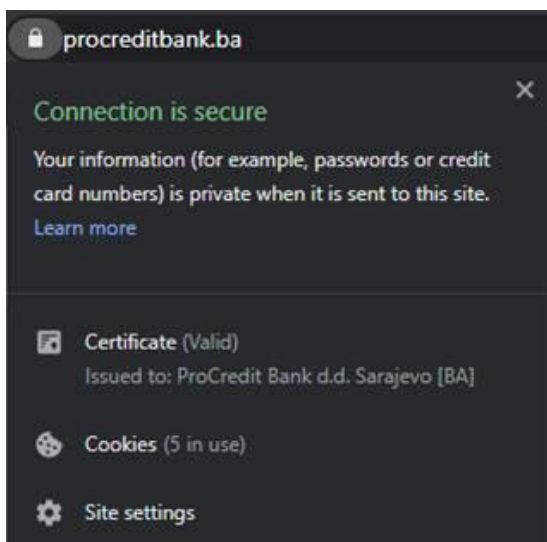 procreditbank.ba
Connection is secure
Your information (for example, passwords or credit
card numbers) is private when it is sent to this site.
Learn more
Certificate (Valid)
Issued to: ProCredit Bank d.d. Sarajevo [BA]
Cookies (5 in use)
Site settings